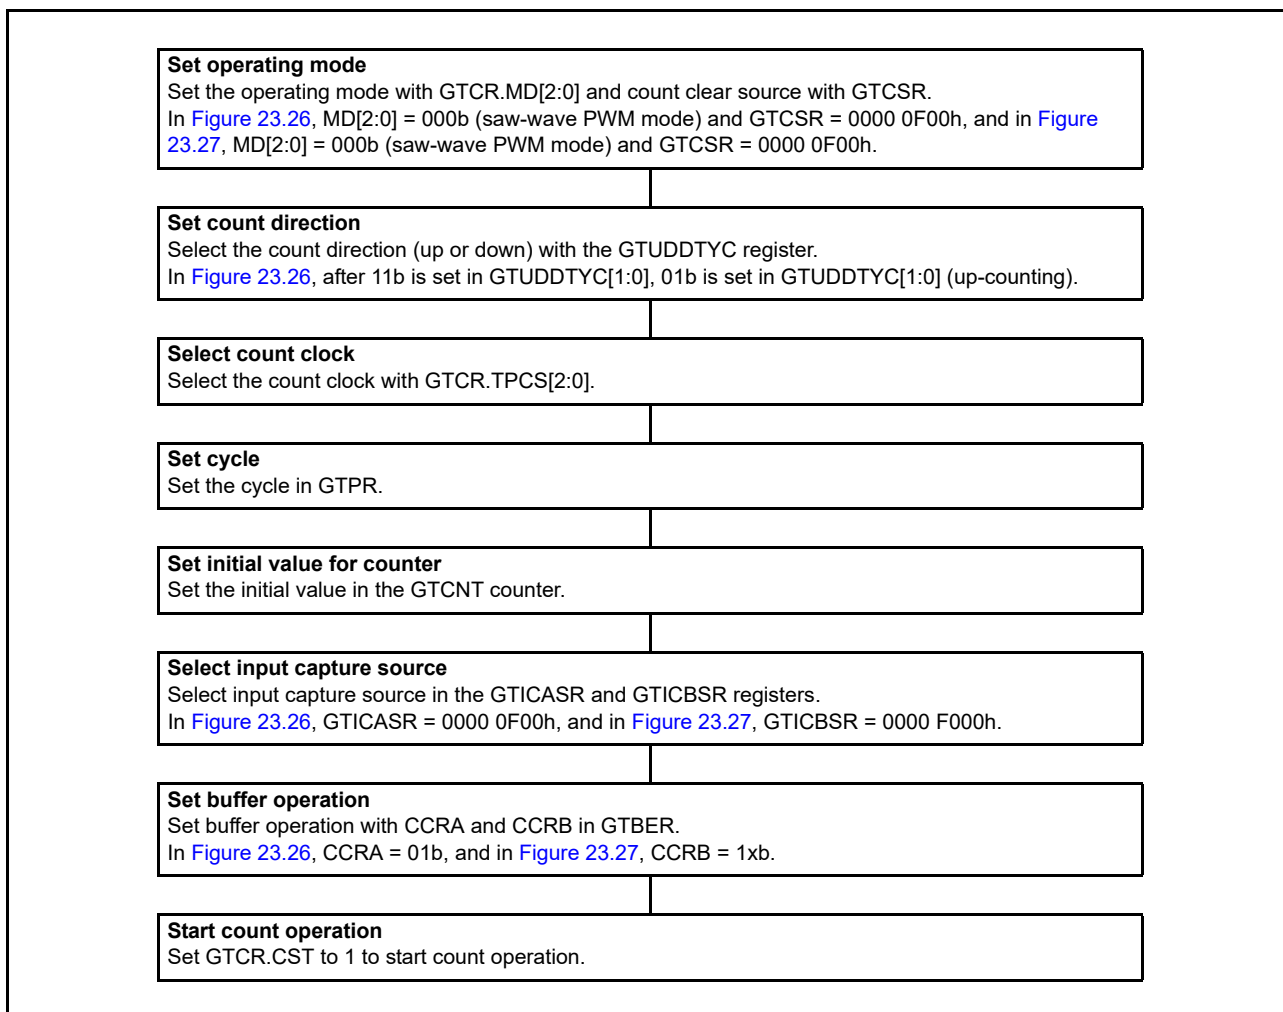 Set operating mode
Set the operating mode with GTCR.MD[2:0] and count clear source with GTCSR.
In Figure 23.26, MD[2:0] = 000b (saw-wave PWM mode) and GTCSR = 0000 0F00h, and in Figure
23.27, MD[2:0] = 000b (saw-wave PWM mode) and GTCSR = 0000 0F00h.
Set count direction
Select the count direction (up or down) with the GTUDDTYC register.
In Figure 23.26, after 11b is set in GTUDDTYC[1:0], 01b is set in GTUDDTYC[1:0] (up-counting).
Select count clock
Select the count clock with GTCR.TPCS[2:0].
Set cycle
Set the cycle in GTPR.
Set initial value for counter
Set the initial value in the GTCNT counter.
Select input capture source
Select input capture source in the GTICASR and GTICBSR registers.
In Figure 23.26, GTICASR = 0000 0F00h, and in Figure 23.27, GTICBSR = 0000 F000h.
Set buffer operation
Set buffer operation with CCRA and CCRB in GTBER.
In Figure 23.26, CCRA = 01b, and in Figure 23.27, CCRB = 1xb.
Start count operation
Set GTCR.CST to 1 to start count operation.